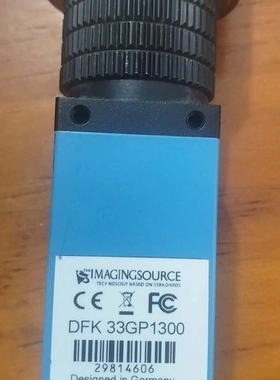 THE IMAGINGSOURCE
TECHNOLOGY BASED ON STANDARDS
CE FC
DFK 33GP1300
29814606
Designed in Germany